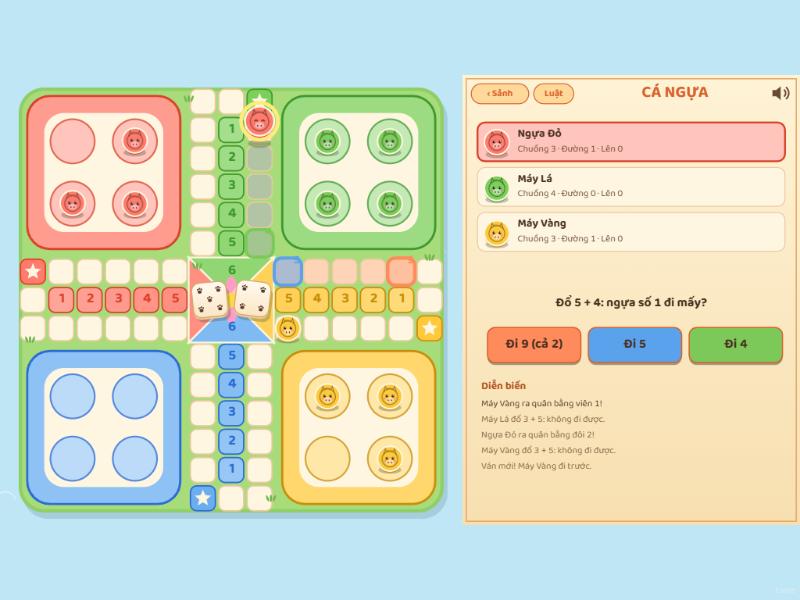 ‹ Sảnh
Luật
CÁ NGỰA
Ngựa Đỏ
Chuồng 3 · Đường 1 · Lên 0
Máy Lá
Chuồng 4 · Đường 0 · Lên 0
Máy Vàng
Chuồng 3 · Đường 1 · Lên 0
Đổ 5 + 4: ngựa số 1 đi mấy?
Đi 9 (cả 2)
Đi 5
Đi 4
Diễn biến
Máy Vàng ra quân bằng viên 1!
Máy Lá đổ 3 + 5: không đi được.
Ngựa Đỏ ra quân bằng đôi 2!
Máy Vàng đổ 3 + 5: không đi được.
Ván mới! Máy Vàng đi trước.
1
2
3
4
5
6
1 2 3 4 5
5 4 3 2 1
6
5
4
3
2
1